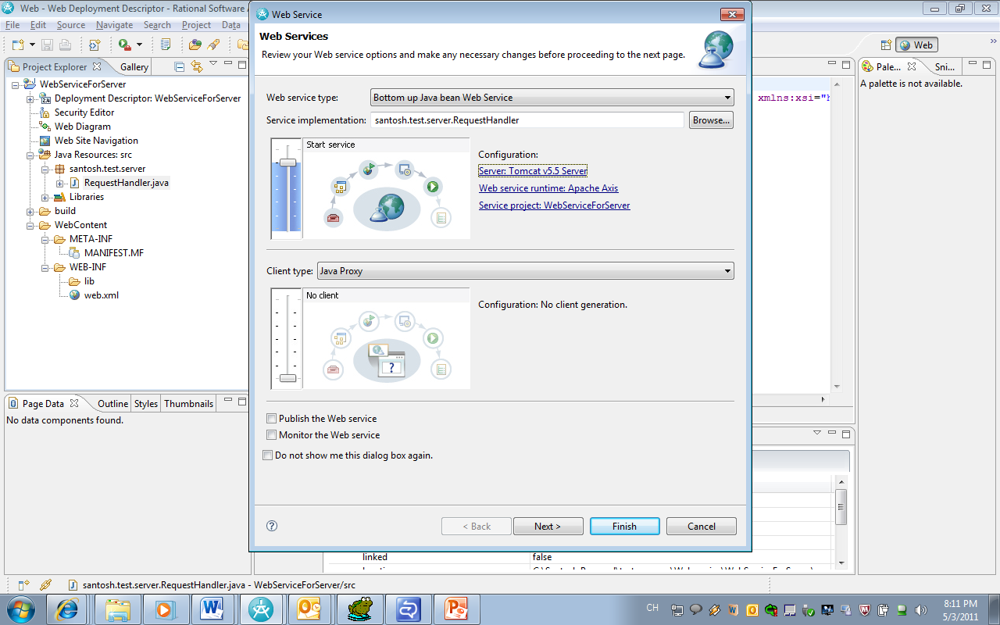 Web - Web Deployment Descriptor - Rational Software
File Edit Source Navigate Search Project Data
Project Explorer
Gallery
WebServiceForServer
Deployment Descriptor: WebServiceForServer
Security Editor
Web Diagram
Web Site Navigation
Java Resources: src
santosh.test.server
RequestHandler.java
Libraries
build
WebContent
META-INF
MANIFEST.MF
WEB-INF
lib
web.xml
Page Data
Outline
Styles
Thumbnails
No data components found.
Web Service
Web Services
Review your Web service options and make any necessary changes before proceeding to the next page.
Web service type:
Bottom up Java bean Web Service
Service implementation:
santosh.test.server.RequestHandler
Browse...
Start service
Configuration:
Server: Tomcat v5.5 Server
Web service runtime: Apache Axis
Service project: WebServiceForServer
Client type:
Java Proxy
No client
Configuration: No client generation.
Publish the Web service
Monitor the Web service
Do not show me this dialog box again.
< Back
Next >
Finish
Cancel
Web
Pale...
Sni...
A palette is not available.
xmlns:xsi="h
linked
false
santosh.test.server.RequestHandler.java - WebServiceForServer/src
CH
8:11 PM
5/3/2011